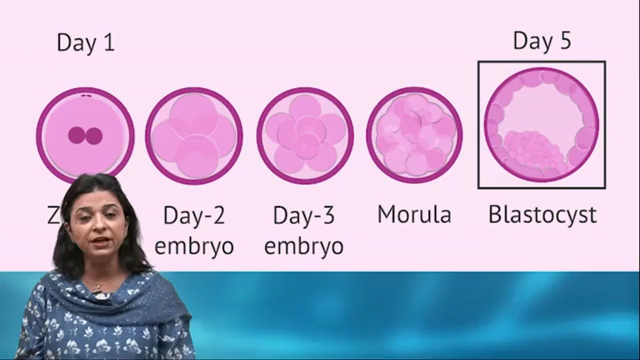 Day 1
Day 5
Day-2
embryo
Day-3
embryo
Morula
Blastocyst